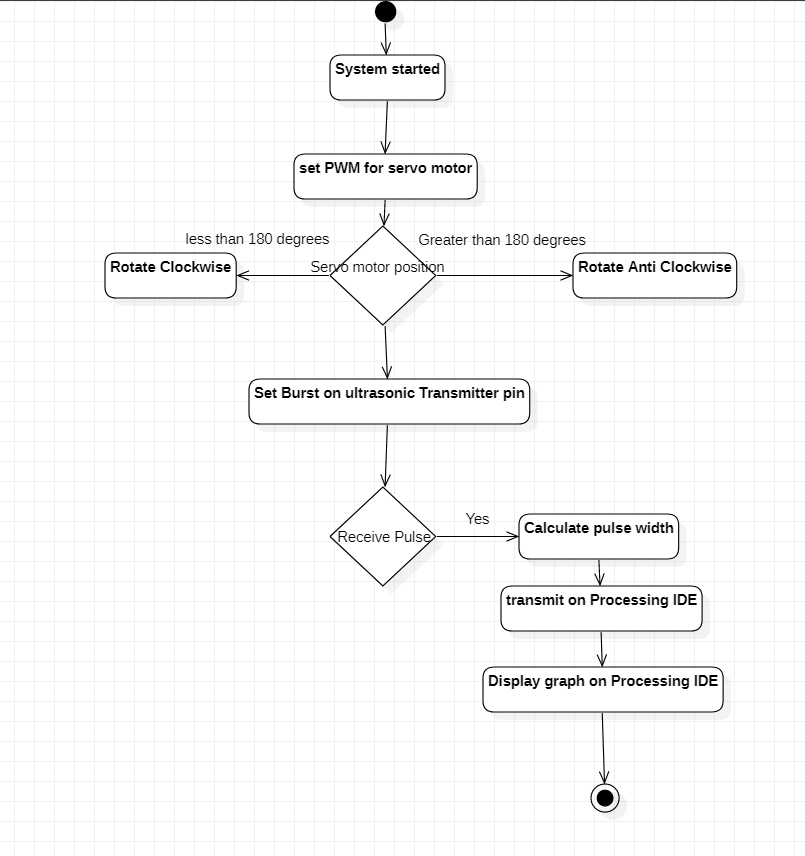 System started
set PWM for servo motor
less than 180 degrees
Greater than 180 degrees
Rotate Clockwise
Servo motor position
Rotate Anti Clockwise
Set Burst on ultrasonic Transmitter pin
Receive Pulse
Yes
Calculate pulse width
transmit on Processing IDE
Display graph on Processing IDE